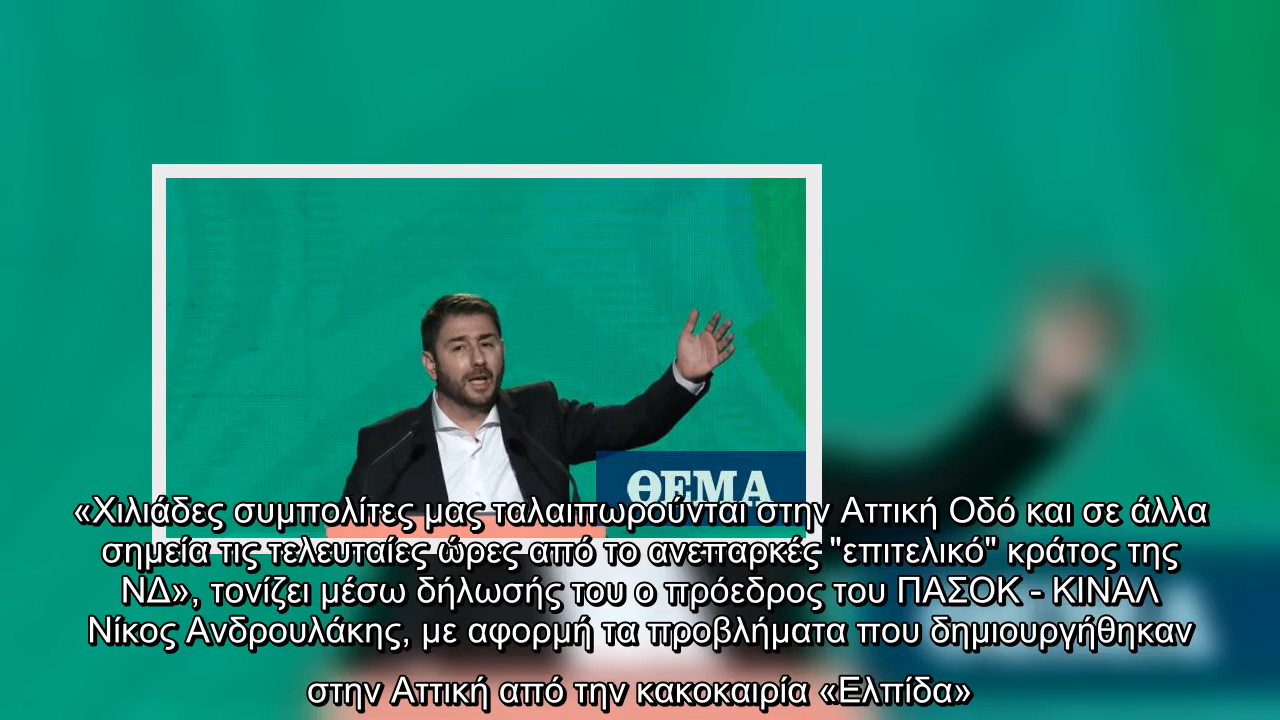 ΘΕΜΑ
«Χιλιάδες συμπολίτες μας ταλαιπωρούνται στην Αττική Οδό και σε άλλα
σημεία τις τελευταίες ώρες από το ανεπαρκές "επιτελικό" κράτος της
ΝΔ», τονίζει μέσω δήλωσής του ο πρόεδρος του ΠΑΣΟΚ - ΚΙΝΑΛ
Νίκος Ανδρουλάκης, με αφορμή τα προβλήματα που δημιουργήθηκαν
στην Αττική από την κακοκαιρία «Ελπίδα»